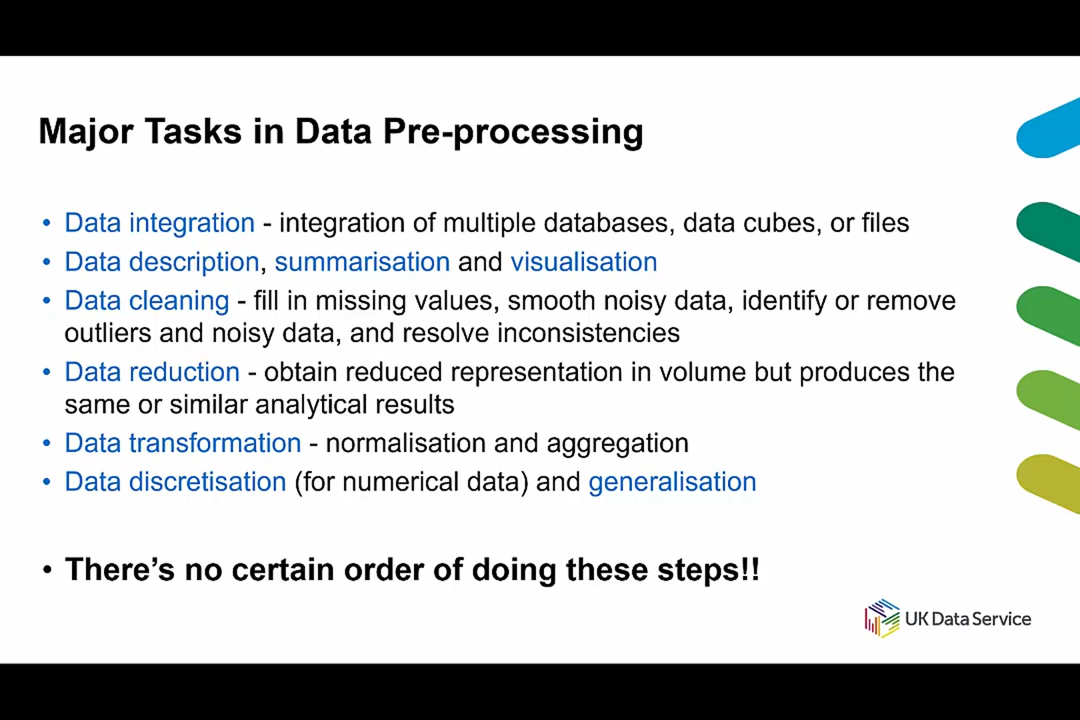 Major Tasks in Data Pre-processing
• Data integration - integration of multiple databases, data cubes, or files
• Data description, summarisation and visualisation
• Data cleaning - fill in missing values, smooth noisy data, identify or remove
outliers and noisy data, and resolve inconsistencies
• Data reduction - obtain reduced representation in volume but produces the
same or similar analytical results
• Data transformation - normalisation and aggregation
• Data discretisation (for numerical data) and generalisation
• There’s no certain order of doing these steps!!
UK Data Service